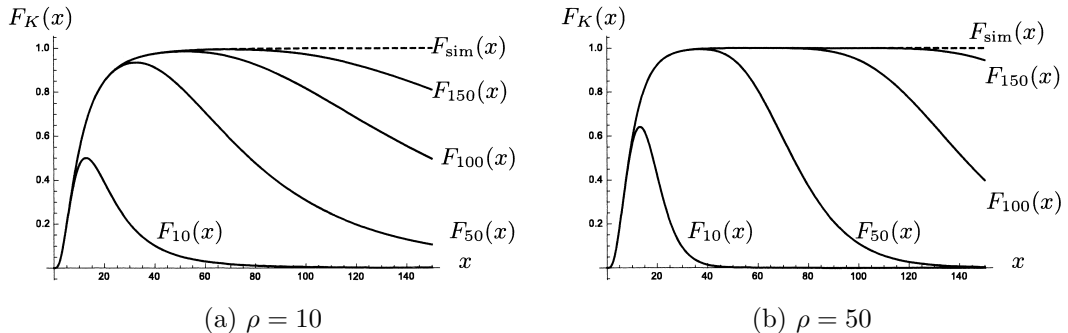 F_K(x)
1.0
0.8
0.6
0.4
0.2
20 40 60 80 100 120 140
x
F_sim(x)
F_150(x)
F_100(x)
F_50(x)
F_10(x)
(a) ρ = 10
F_K(x)
1.0
0.8
0.6
0.4
0.2
20 40 60 80 100 120 140
x
F_sim(x)
F_150(x)
F_100(x)
F_50(x)
F_10(x)
(b) ρ = 50